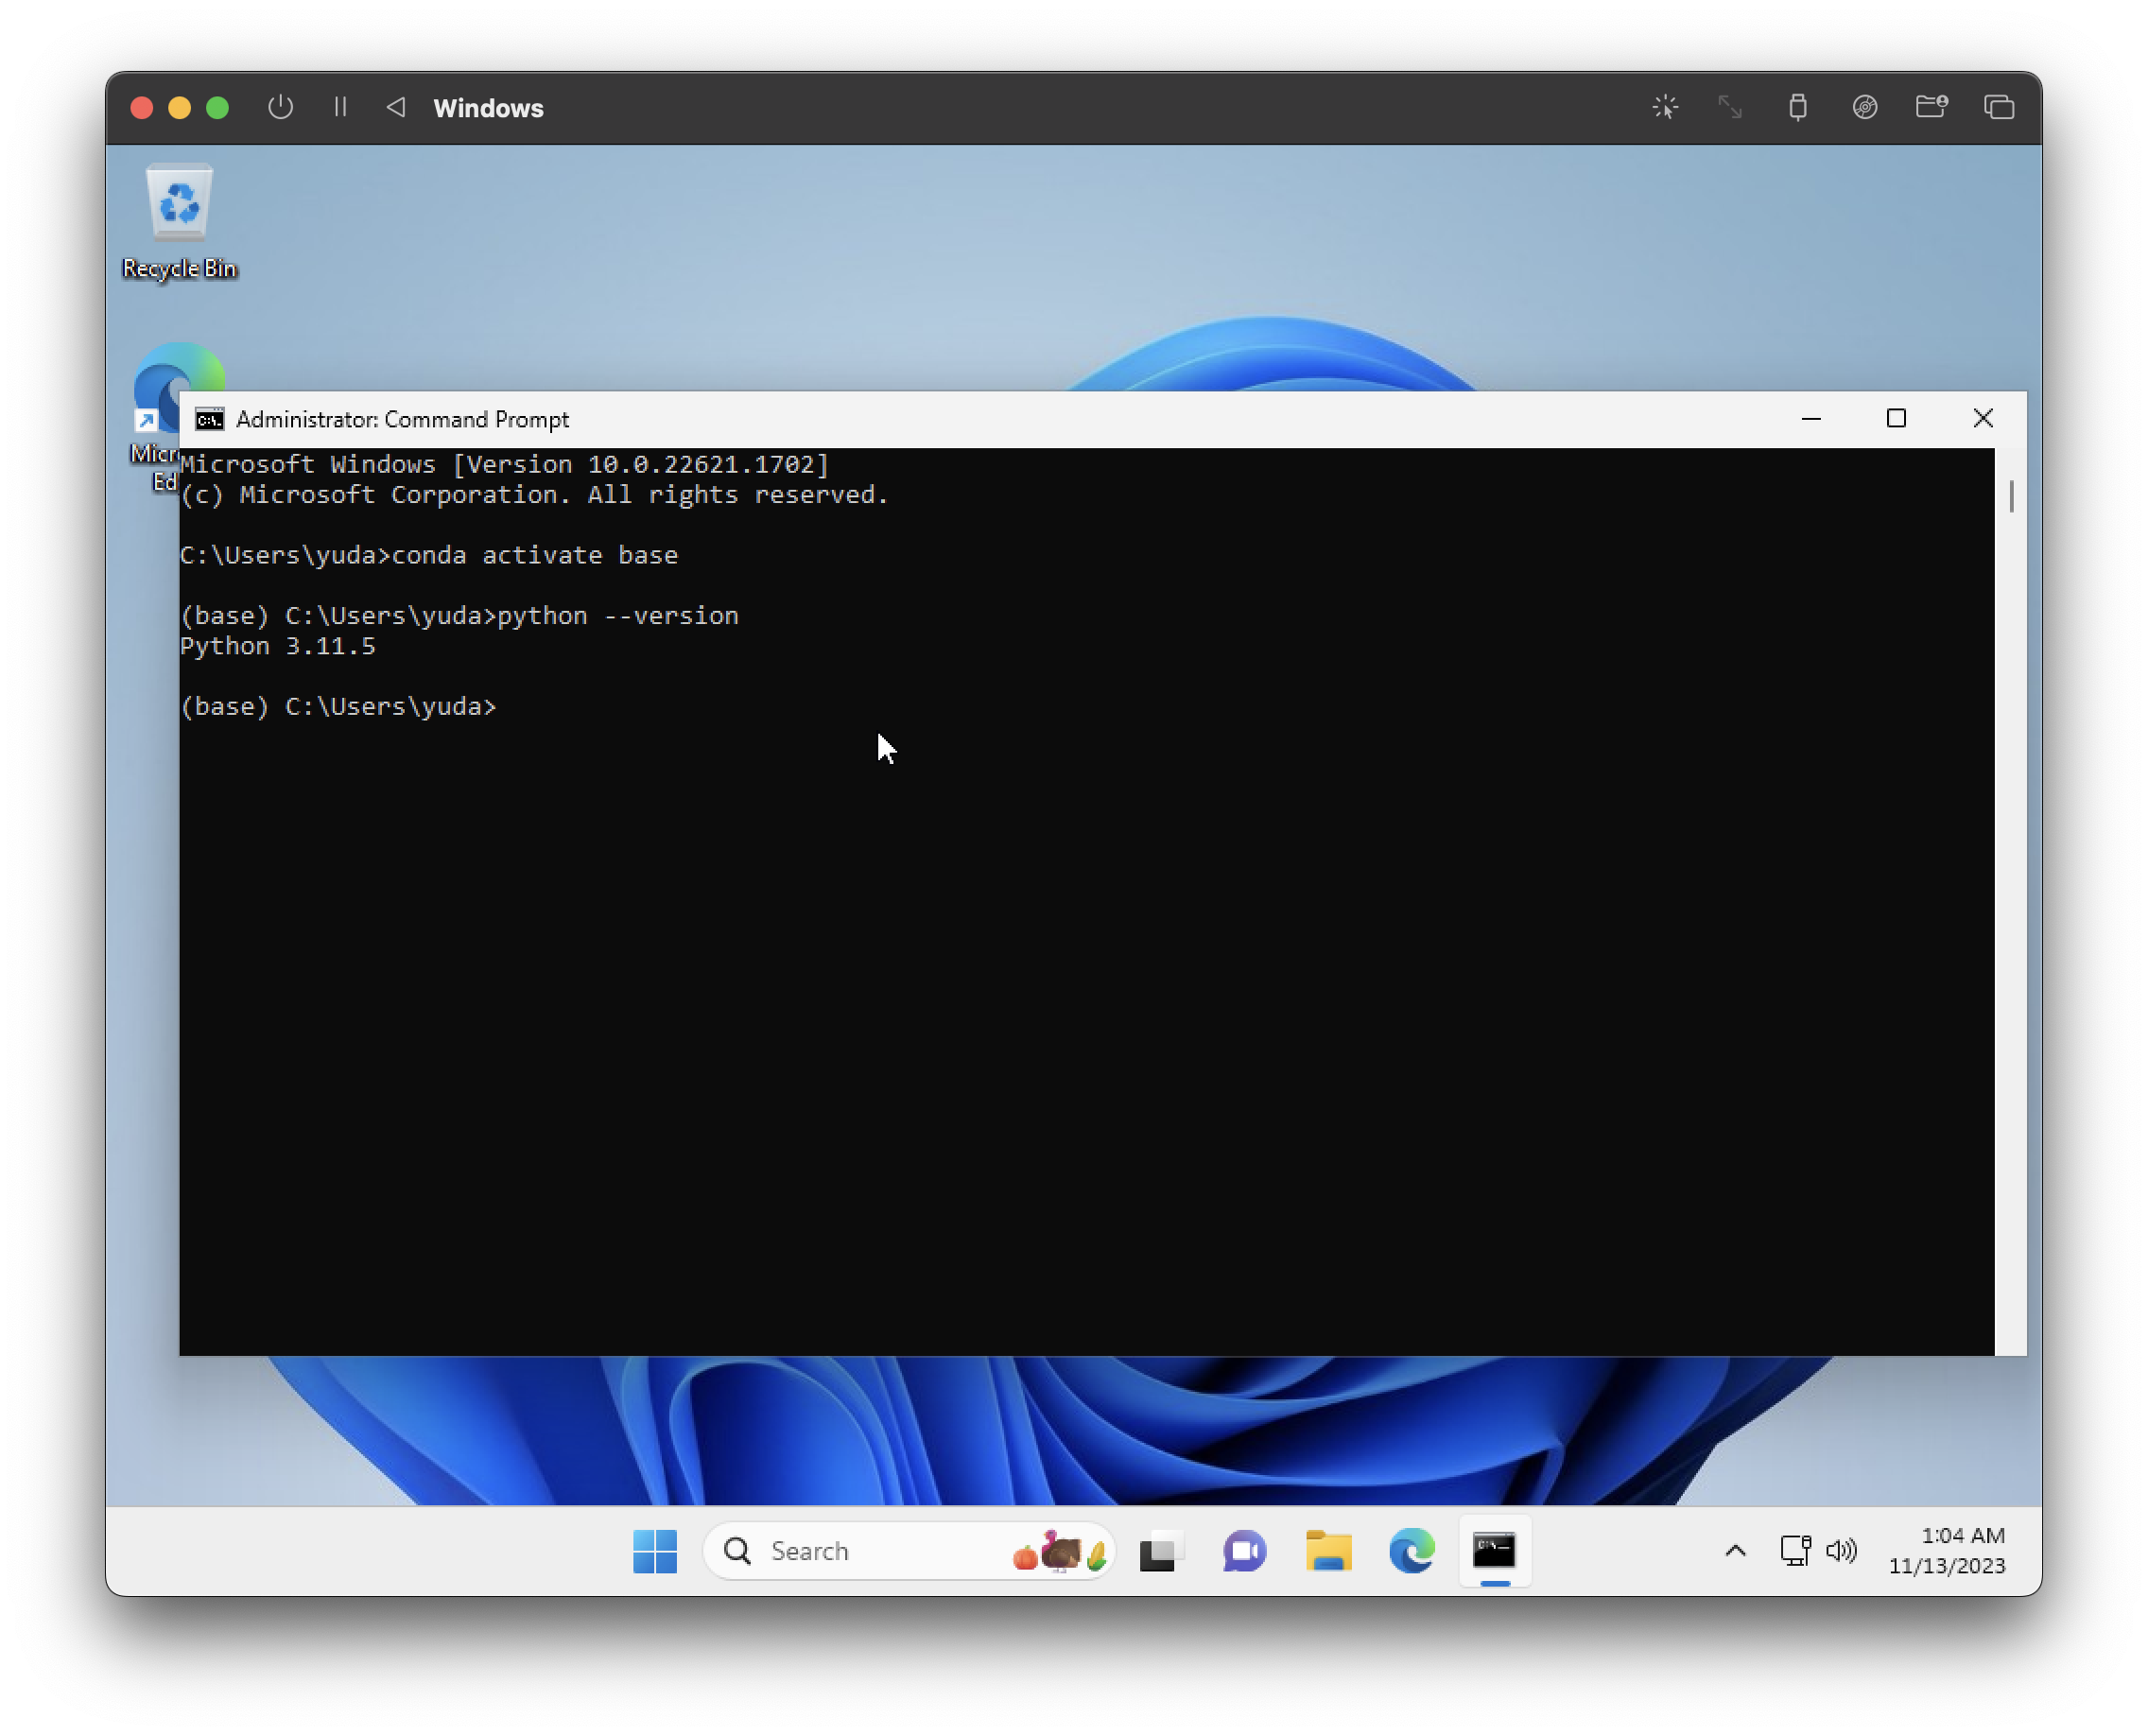 Windows
Recycle Bin
Administrator: Command Prompt
Microsoft Windows [Version 10.0.22621.1702]
(c) Microsoft Corporation. All rights reserved.
C:\Users\yuda>conda activate base
(base) C:\Users\yuda>python --version
Python 3.11.5
(base) C:\Users\yuda>
Micr
Ed
Search
1:04 AM
11/13/2023